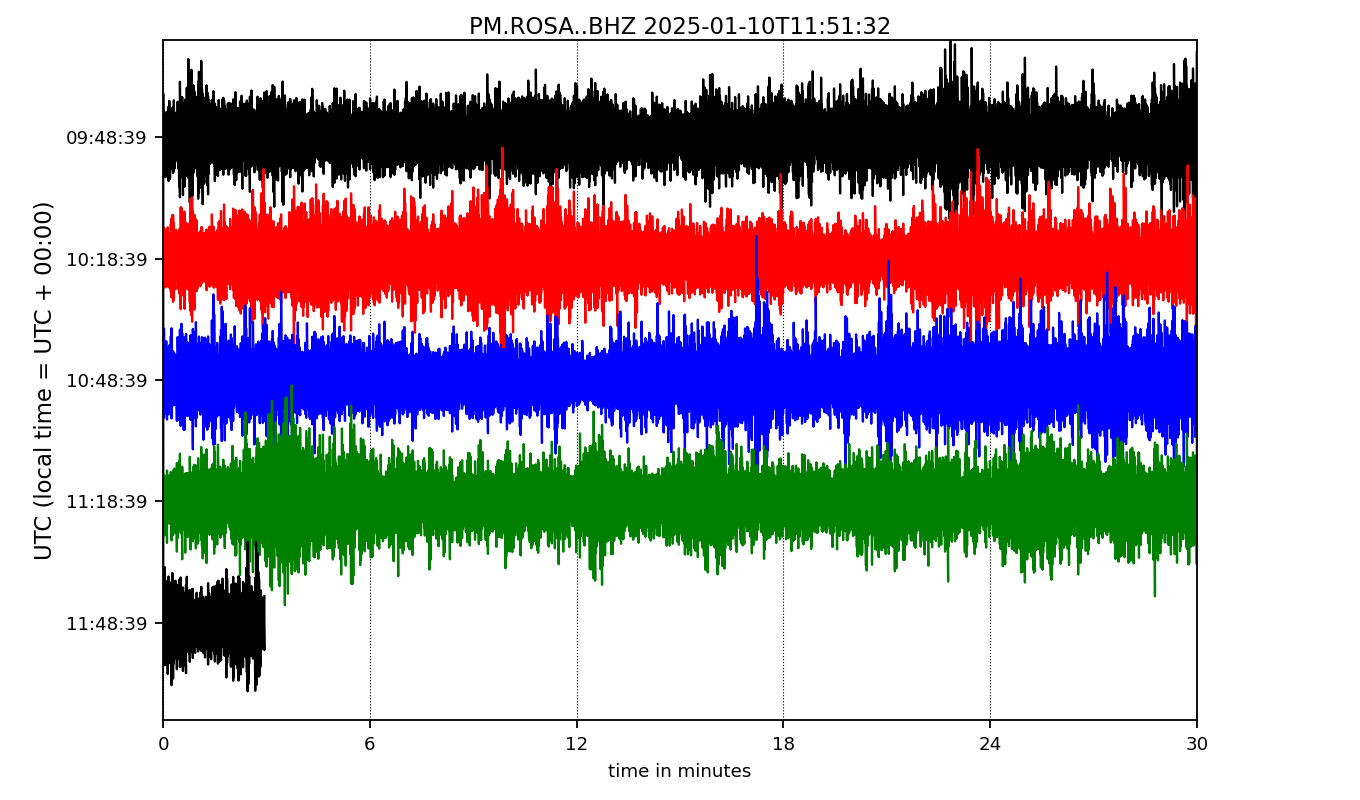 PM.ROSA..BHZ 2025-01-10T11:51:32
UTC (local time = UTC + 00:00)
09:48:39
10:18:39
10:48:39
11:18:39
11:48:39
0 6 12 18 24 30
time in minutes